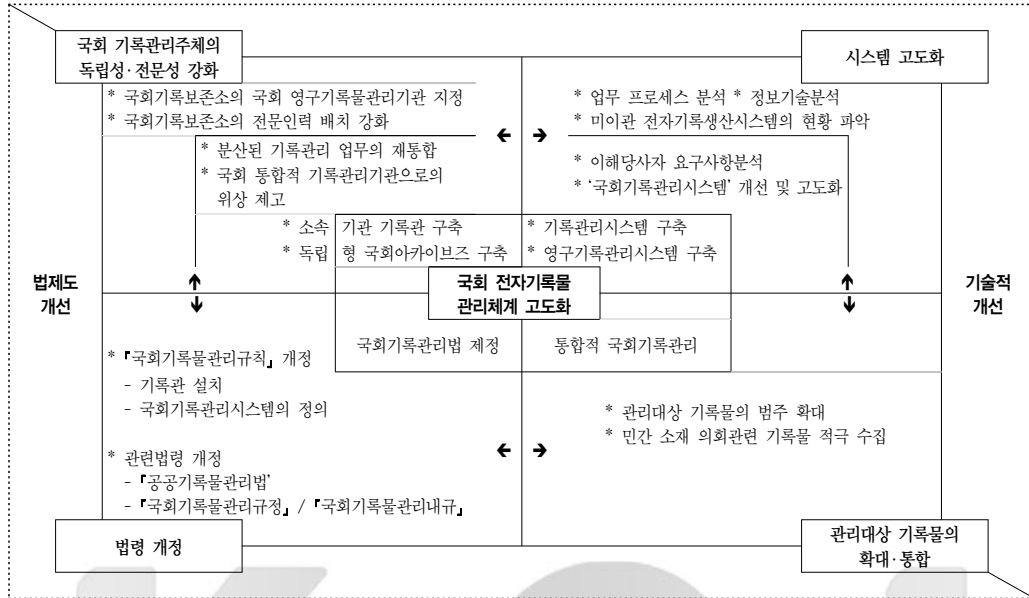 국회 기록관리주체의
독립성·전문성 강화
* 국회기록보존소의 국회 영구기록물관리기관 지정
* 국회기록보존소의 전문인력 배치 강화
* 분산된 기록관리 업무의 재통합
* 국회 통합적 기록관리기관으로의
위상 제고
* 소속 기관 기록관 구축
* 독립 형 국회아카이브즈 구축
시스템 고도화
* 업무 프로세스 분석 * 정보기술분석
* 미이관 전자기록생산시스템의 현황 파악
* 이해당사자 요구사항분석
* '국회기록관리시스템' 개선 및 고도화
* 기록관리시스템 구축
* 영구기록관리시스템 구축
← →
법제도
개선
↑
↓
국회 전자기록물
관리체계 고도화
↑
↓
기술적
개선
국회기록관리법 제정
통합적 국회기록관리
*『국회기록물관리규칙』 개정
- 기록관 설치
- 국회기록관리시스템의 정의
* 관련법령 개정
-『공공기록물관리법'
-『국회기록물관리규정』 /『국회기록물관리내규』
법령 개정
← →
* 관리대상 기록물의 범주 확대
* 민간 소재 의회관련 기록물 적극 수집
관리대상 기록물의
확대·통합